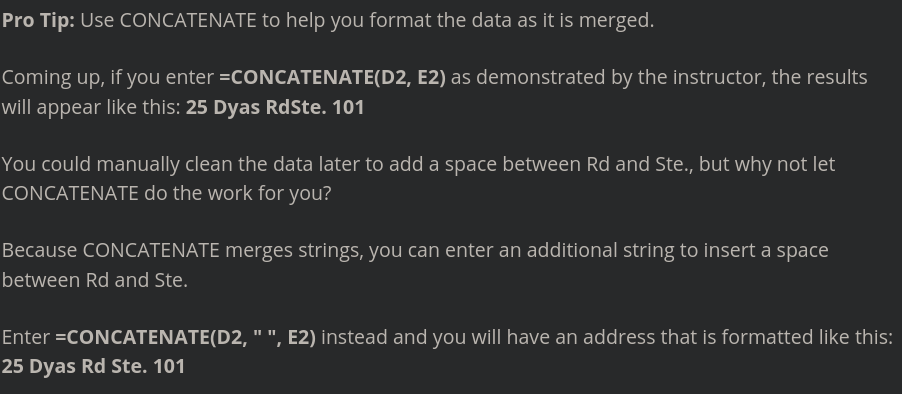 Pro Tip: Use CONCATENATE to help you format the data as it is merged.
Coming up, if you enter =CONCATENATE(D2, E2) as demonstrated by the instructor, the results
will appear like this: 25 Dyas RdSte. 101
You could manually clean the data later to add a space between Rd and Ste., but why not let
CONCATENATE do the work for you?
Because CONCATENATE merges strings, you can enter an additional string to insert a space
between Rd and Ste.
Enter =CONCATENATE(D2, " ", E2) instead and you will have an address that is formatted like this:
25 Dyas Rd Ste. 101